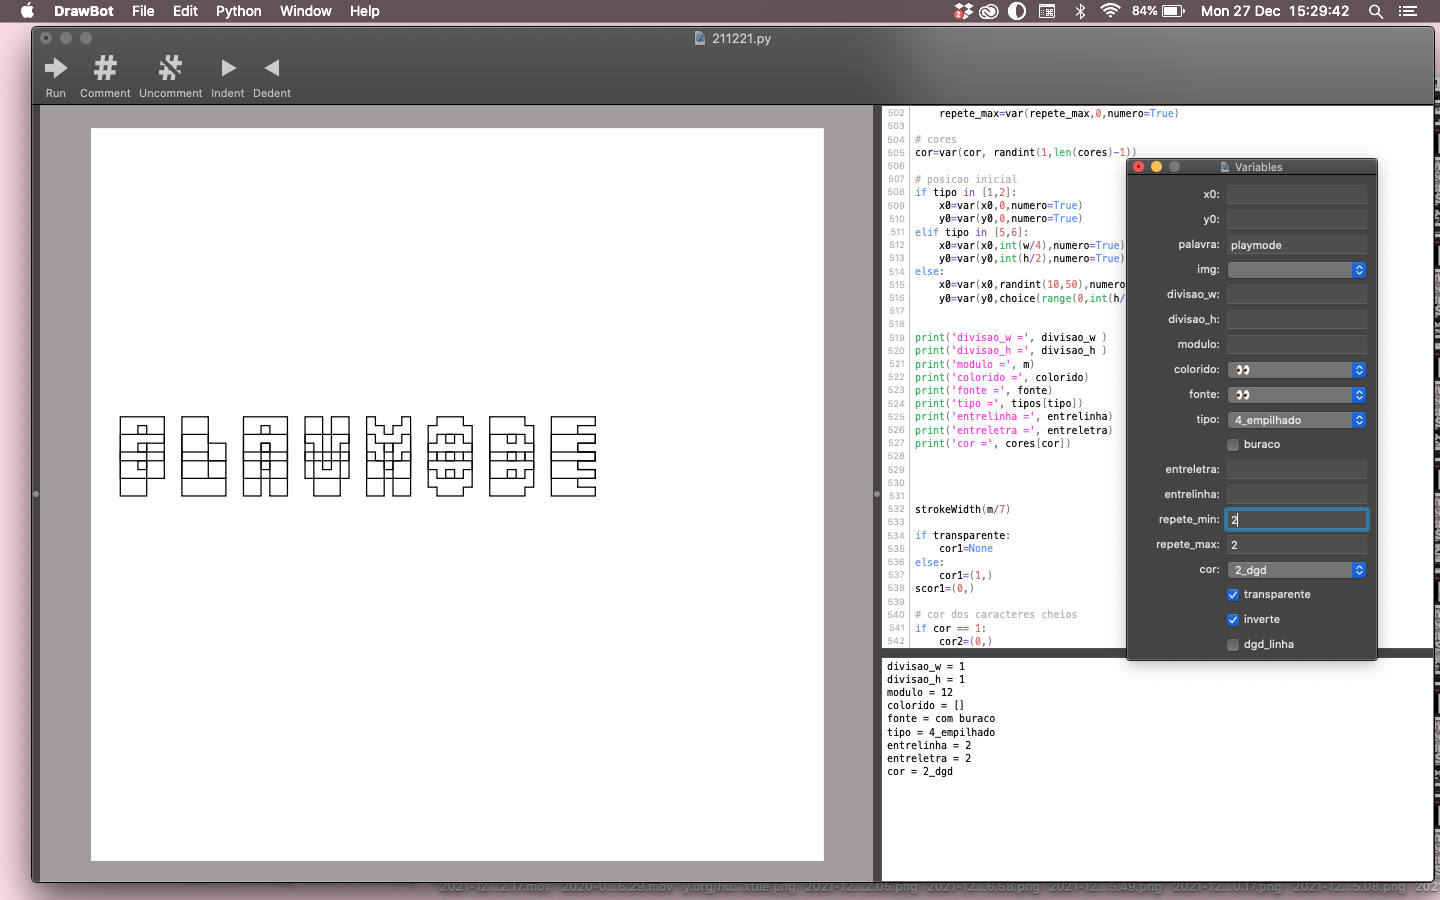 DrawBot File Edit Python Window Help
2 84% Mon 27 Dec 15:29:42
211221.py
Run Comment Uncomment Indent Dedent
PLAYMODE
502 repete_max=var(repete_max,0,numero=True)
503
504 # cores
505 cor=var(cor, randint(1,len(cores)-1))
506
507 # posicao inicial
508 if tipo in [1,2]:
509 x0=var(x0,0,numero=True)
510 y0=var(y0,0,numero=True)
511 elif tipo in [5,6]:
512 x0=var(x0,int(w/4),numero=True)
513 y0=var(y0,int(h/2),numero=True)
514 else:
515 x0=var(x0,randint(10,50),numero
516 y0=var(y0,choice(range(0,int(h/
517
518
519 print('divisao_w =', divisao_w )
520 print('divisao_h =', divisao_h )
521 print('modulo =', m)
522 print('colorido =', colorido)
523 print('fonte =', fonte)
524 print('tipo =', tipos[tipo])
525 print('entrelinha =', entrelinha)
526 print('entreletra =', entreletra)
527 print('cor =', cores[cor])
528
529
530
531
532 strokeWidth(m/7)
533
534 if transparente:
535 cor1=None
536 else:
537 cor1=(1,)
538 scor1=(0,)
539
540 # cor dos caracteres cheios
541 if cor == 1:
542 cor2=(0,)
Variables
x0:
y0:
palavra: playmode
img:
divisao_w:
divisao_h:
modulo:
colorido: 👀
fonte: 👀
tipo: 4_empilhado
buraco
entreletra:
entrelinha:
repete_min: 2
repete_max: 2
cor: 2_dgd
transparente
inverte
dgd_linha
divisao_w = 1
divisao_h = 1
modulo = 12
colorido = []
fonte = com buraco
tipo = 4_empilhado
entrelinha = 2
entreletra = 2
cor = 2_dgd
2021-12...2.17.mov 2020-0...6.29.mov y.org/nu...xtile.png 2021-12...2.05.png 2021-12...6.58.png 2021-12...5.49.png 2021-12...0.17.png 2021-12...5.08.png